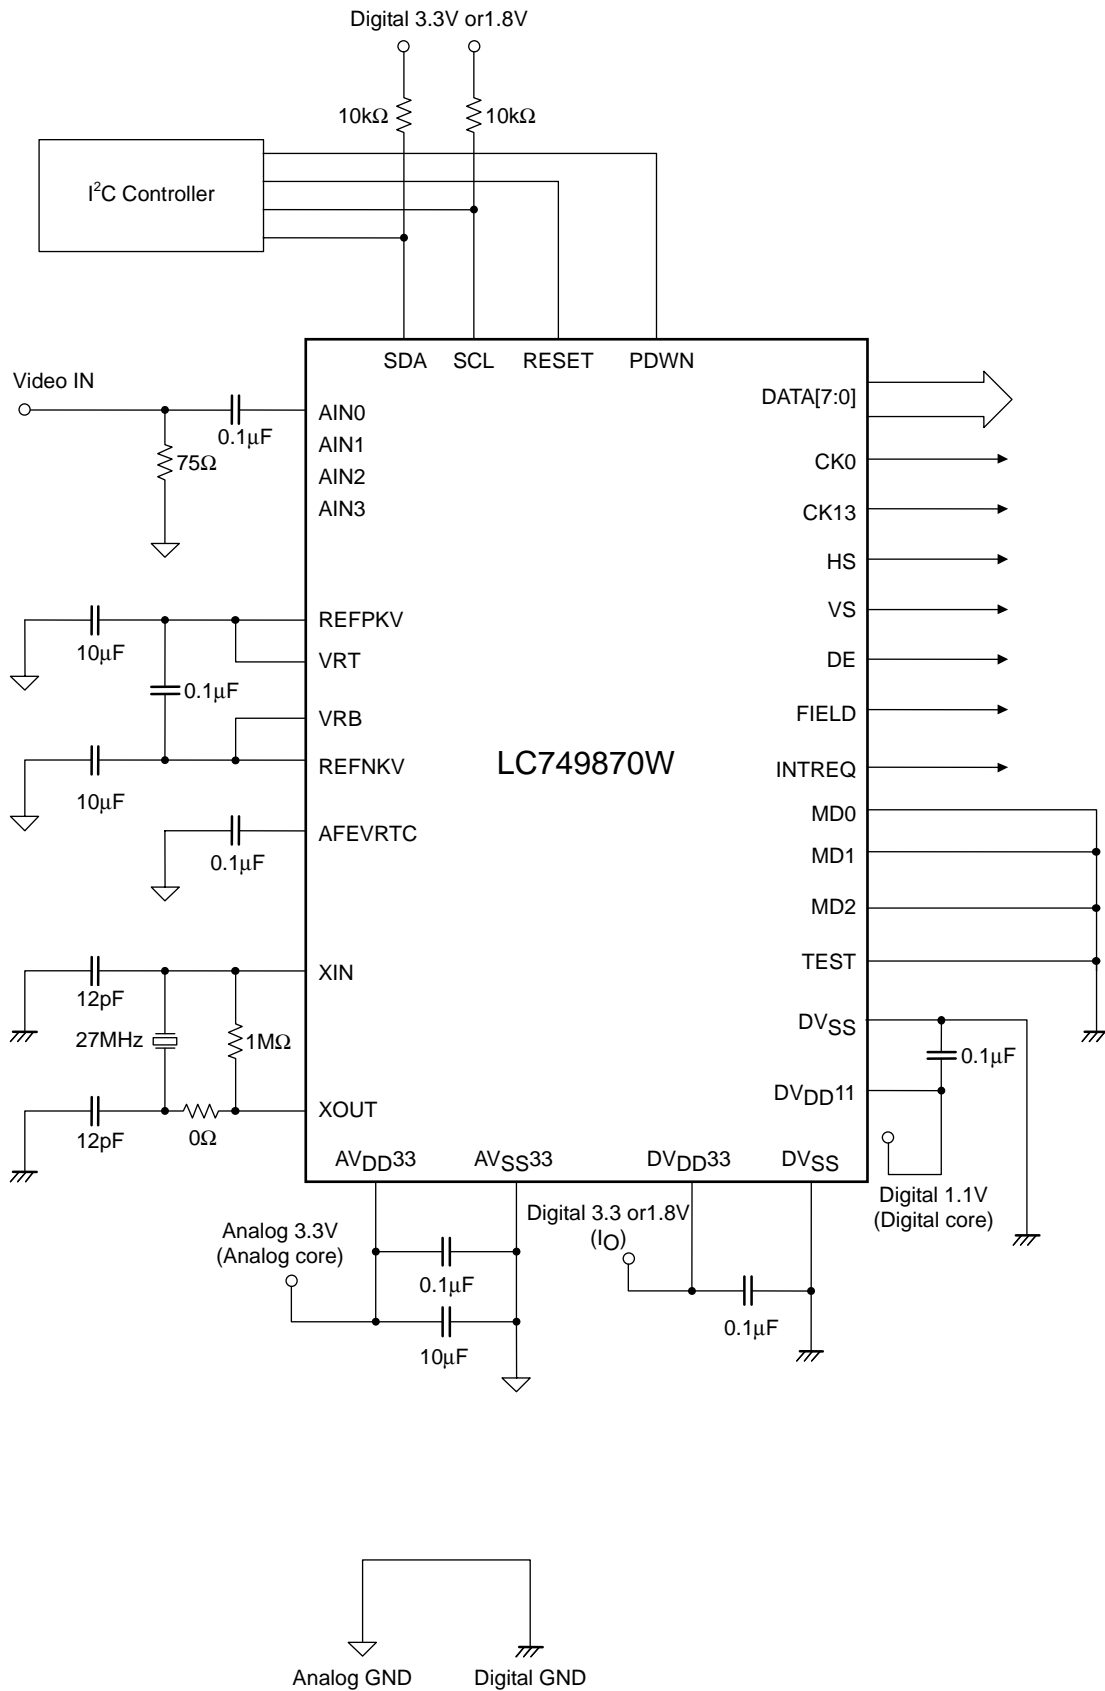 Digital 3.3V or1.8V
10kΩ
10kΩ
I²C Controller
SDA
SCL
RESET
PDWN
Video IN
0.1μF
75Ω
AIN0
AIN1
AIN2
AIN3
DATA[7:0]
CK0
CK13
HS
VS
DE
FIELD
INTREQ
MD0
MD1
MD2
TEST
DVSS
DVDD11
0.1μF
REFPKV
10μF
VRT
0.1μF
VRB
REFNKV
10μF
LC749870W
AFEVRTC
0.1μF
XIN
12pF
27MHz
1MΩ
XOUT
12pF
0Ω
AVDD33
AVSS33
DVDD33
DVSS
Digital 1.1V
(Digital core)
Analog 3.3V
(Analog core)
0.1μF
10μF
Digital 3.3 or1.8V
(IO)
0.1μF
Analog GND
Digital GND